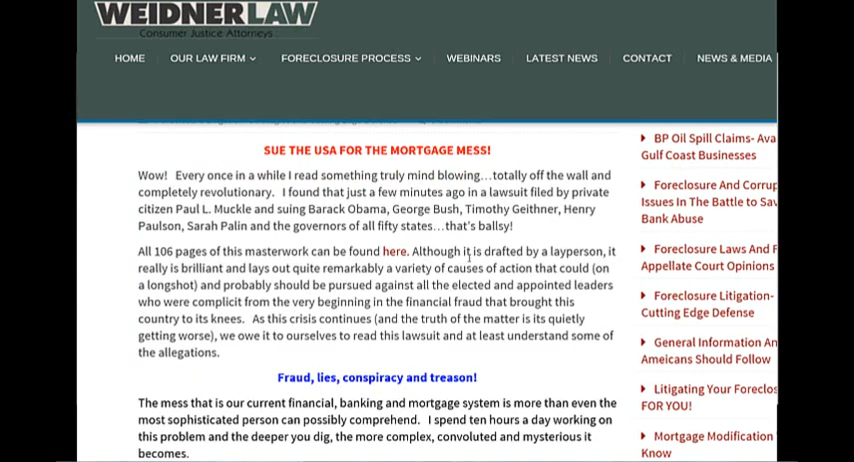 WEIDNERLAW
Consumer Justice Attorneys
HOME OUR LAW FIRM FORECLOSURE PROCESS WEBINARS LATEST NEWS CONTACT NEWS & MEDIA
SUE THE USA FOR THE MORTGAGE MESS!
Wow! Every once in a while I read something truly mind blowing...totally off the wall and
completely revolutionary. I found that just a few minutes ago in a lawsuit filed by private
citizen Paul L. Muckle and suing Barack Obama, George Bush, Timothy Geithner, Henry
Paulson, Sarah Palin and the governors of all fifty states...that's ballsy!
All 106 pages of this masterwork can be found here. Although it is drafted by a layperson, it
really is brilliant and lays out quite remarkably a variety of causes of action that could (on
a longshot) and probably should be pursued against all the elected and appointed leaders
who were complicit from the very beginning in the financial fraud that brought this
country to its knees. As this crisis continues (and the truth of the matter is its quietly
getting worse), we owe it to ourselves to read this lawsuit and at least understand some of
the allegations.
Fraud, lies, conspiracy and treason!
The mess that is our current financial, banking and mortgage system is more than even the
most sophisticated person can possibly comprehend. I spend ten hours a day working on
this problem and the deeper you dig, the more complex, convoluted and mysterious it
becomes.
BP Oil Spill Claims- Ava
Gulf Coast Businesses
Foreclosure And Corrup
Issues In The Battle to Sav
Bank Abuse
Foreclosure Laws And F
Appellate Court Opinions
Foreclosure Litigation-
Cutting Edge Defense
General Information An
Ameicans Should Follow
Litigating Your Foreclos
FOR YOU!
Mortgage Modification
Know